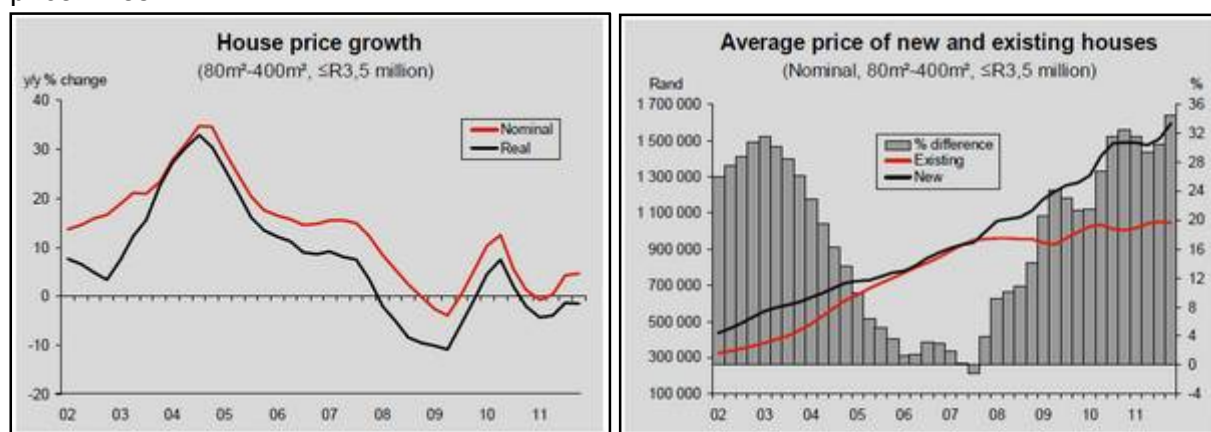 House price growth
(80m²-400m², ≤R3,5 million)
y/y % change
40
30
20
10
0
-10
-20
Nominal
Real
02 03 04 05 06 07 08 09 10 11
Average price of new and existing houses
(Nominal, 80m²-400m², ≤R3,5 million)
Rand
%
1 700 000
1 500 000
1 300 000
1 100 000
900 000
700 000
500 000
300 000
100 000
% difference
Existing
New
36
32
28
24
20
16
12
8
4
0
-4
02 03 04 05 06 07 08 09 10 11